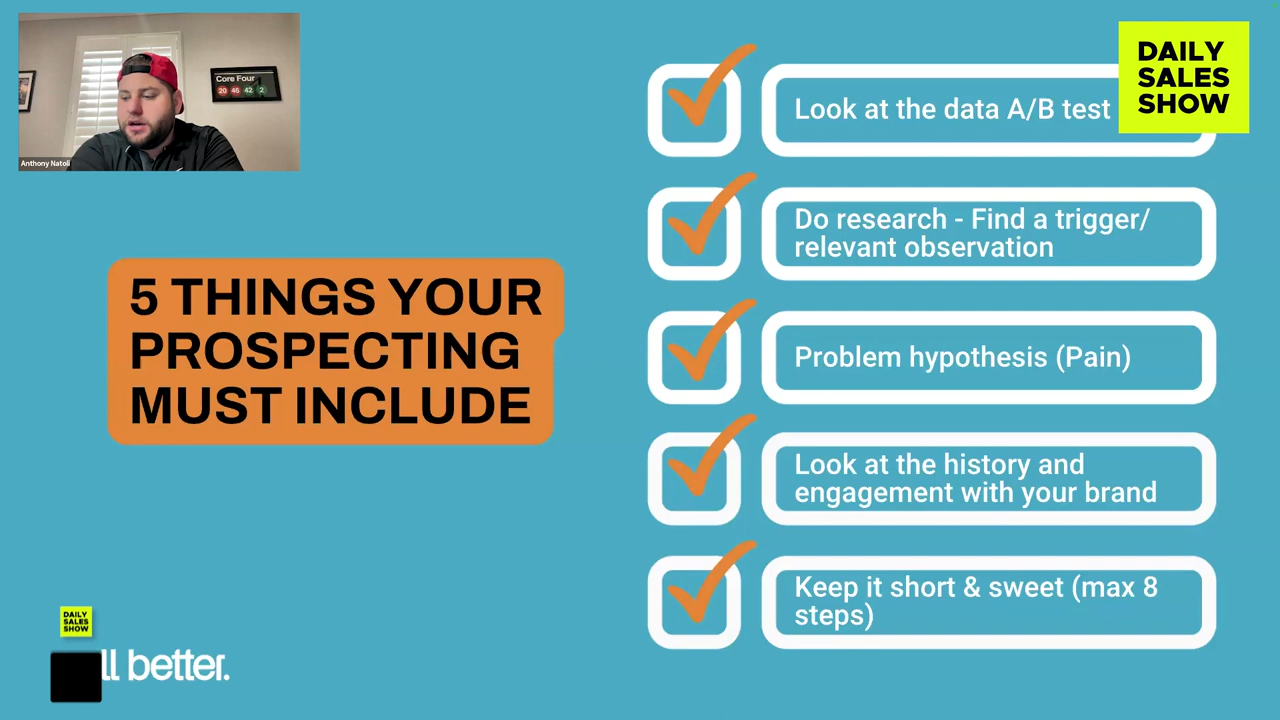 Core Four
20 46 42 2
Anthony Natoli
DAILY
SALES
SHOW
5 THINGS YOUR
PROSPECTING
MUST INCLUDE
Look at the data A/B test
Do research - Find a trigger/
relevant observation
Problem hypothesis (Pain)
Look at the history and
engagement with your brand
Keep it short & sweet (max 8
steps)
DAILY
SALES
SHOW
ll better.